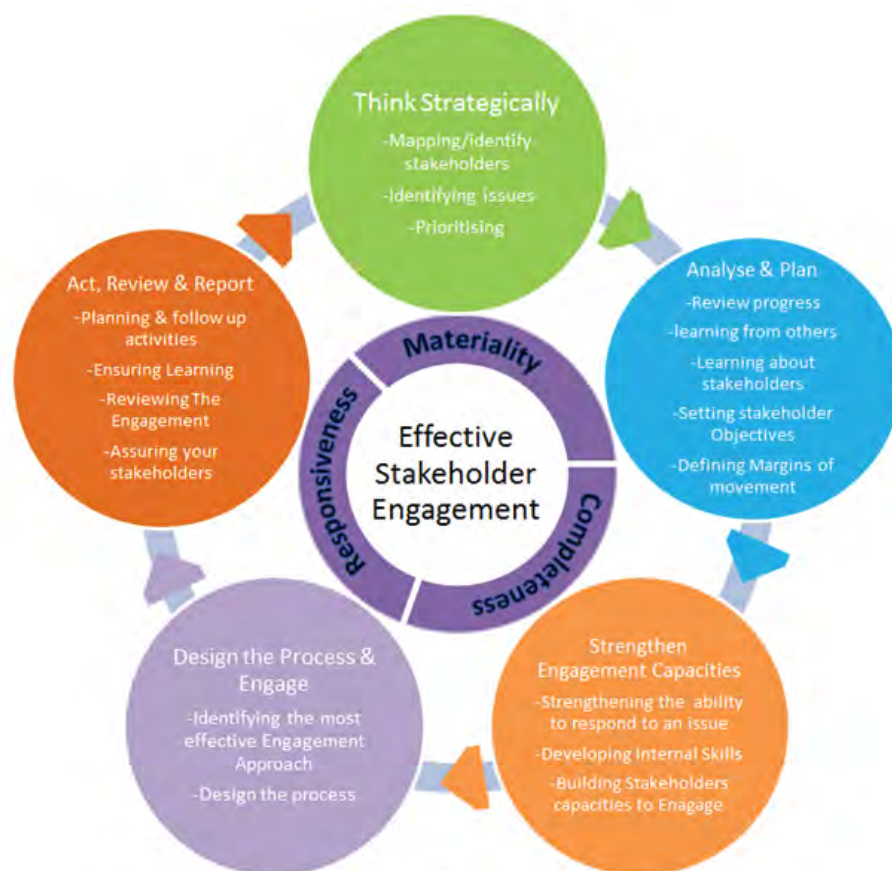 Think Strategically
-Mapping/identify
stakeholders
-Identifying issues
-Prioritising
Analyse & Plan
-Review progress
-learning from others
-Learning about
stakeholders
-Setting stakeholder
Objectives
-Defining Margins of
movement
Strengthen
Engagement Capacities
-Strengthening the ability
to respond to an issue
-Developing Internal Skills
-Building Stakeholders
capacities to Enagage
Design the Process &
Engage
-Identifying the most
effective Engagement
Approach
-Design the process
Act, Review & Report
-Planning & follow up
activities
-Ensuring Learning
-Reviewing The
Engagement
-Assuring your
stakeholders
Materiality
Completeness
Responsiveness
Effective
Stakeholder
Engagement